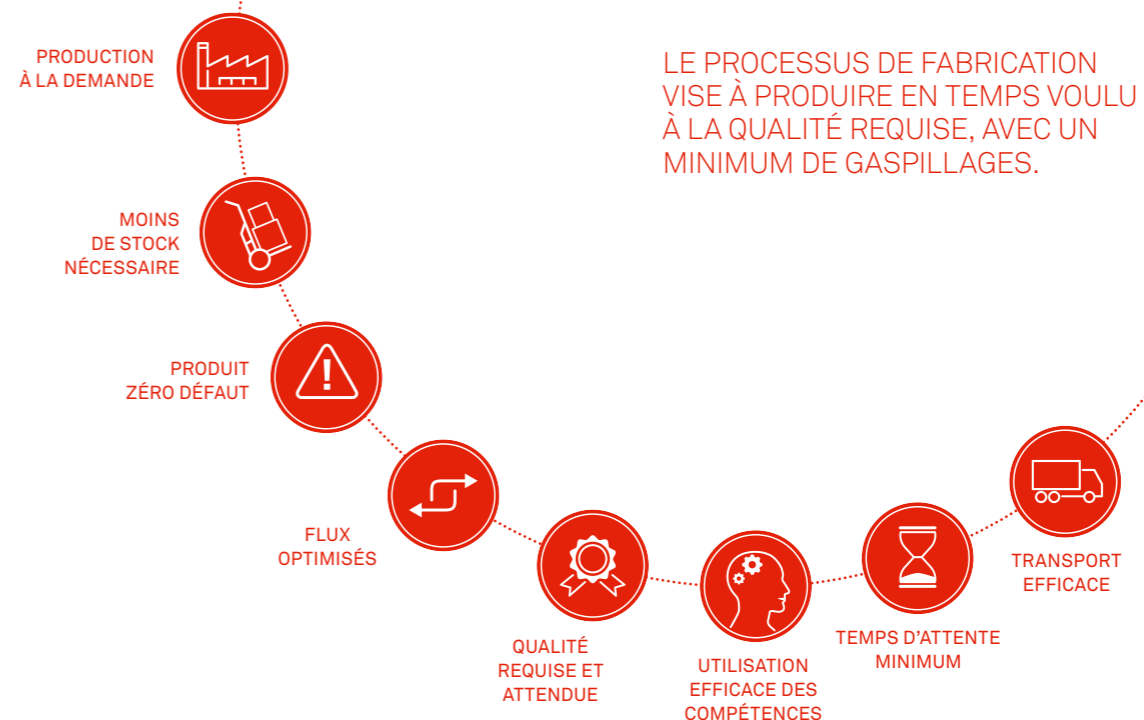 PRODUCTION
À LA DEMANDE
LE PROCESSUS DE FABRICATION
VISE À PRODUIRE EN TEMPS VOULU
À LA QUALITÉ REQUISE, AVEC UN
MINIMUM DE GASPILLAGES.
MOINS
DE STOCK
NÉCESSAIRE
PRODUIT
ZÉRO DÉFAUT
FLUX
OPTIMISÉS
QUALITÉ
REQUISE ET
ATTENDUE
UTILISATION
EFFICACE DES
COMPÉTENCES
TEMPS D'ATTENTE
MINIMUM
TRANSPORT
EFFICACE